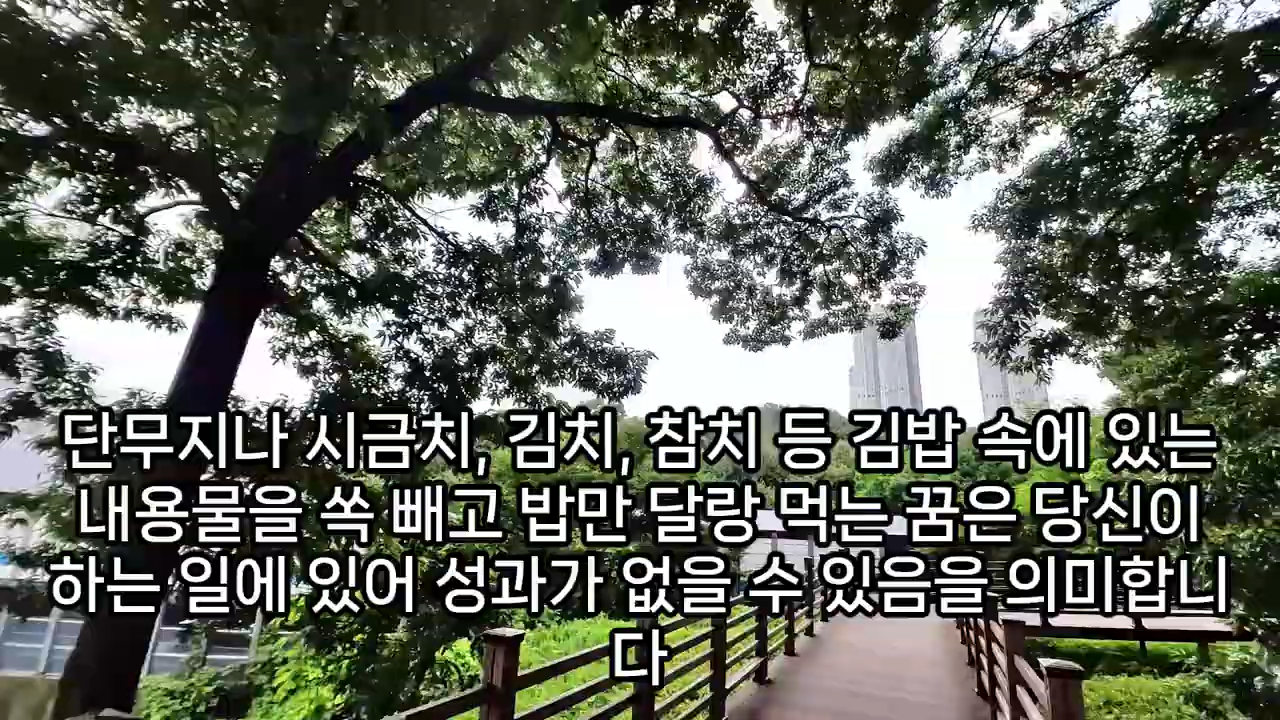 단무지나 시금치, 김치, 참치 등 김밥 속에 있는
내용물을 쏙 빼고 밥만 달랑 먹는 꿈은 당신이
하는 일에 있어 성과가 없을 수 있음을 의미합니
다